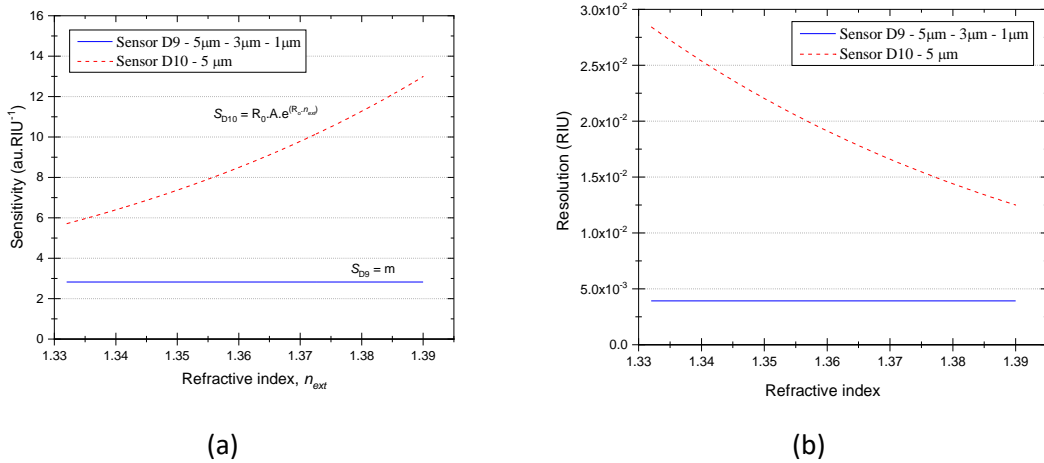 16
14
12
10
8
6
4
2
0
Sensitivity (au.RIU⁻¹)
Sensor D9 - 5µm - 3µm - 1µm
Sensor D10 - 5 µm
S_D10 = R₀.A.e^(R₀.n_ext)
S_D9 = m
1.33 1.34 1.35 1.36 1.37 1.38 1.39
Refractive index, n_ext
(a)
3.0x10⁻²
2.5x10⁻²
2.0x10⁻²
1.5x10⁻²
1.0x10⁻²
5.0x10⁻³
0.0
Resolution (RIU)
Sensor D9 - 5µm - 3µm - 1µm
Sensor D10 - 5 µm
1.33 1.34 1.35 1.36 1.37 1.38 1.39
Refractive index
(b)